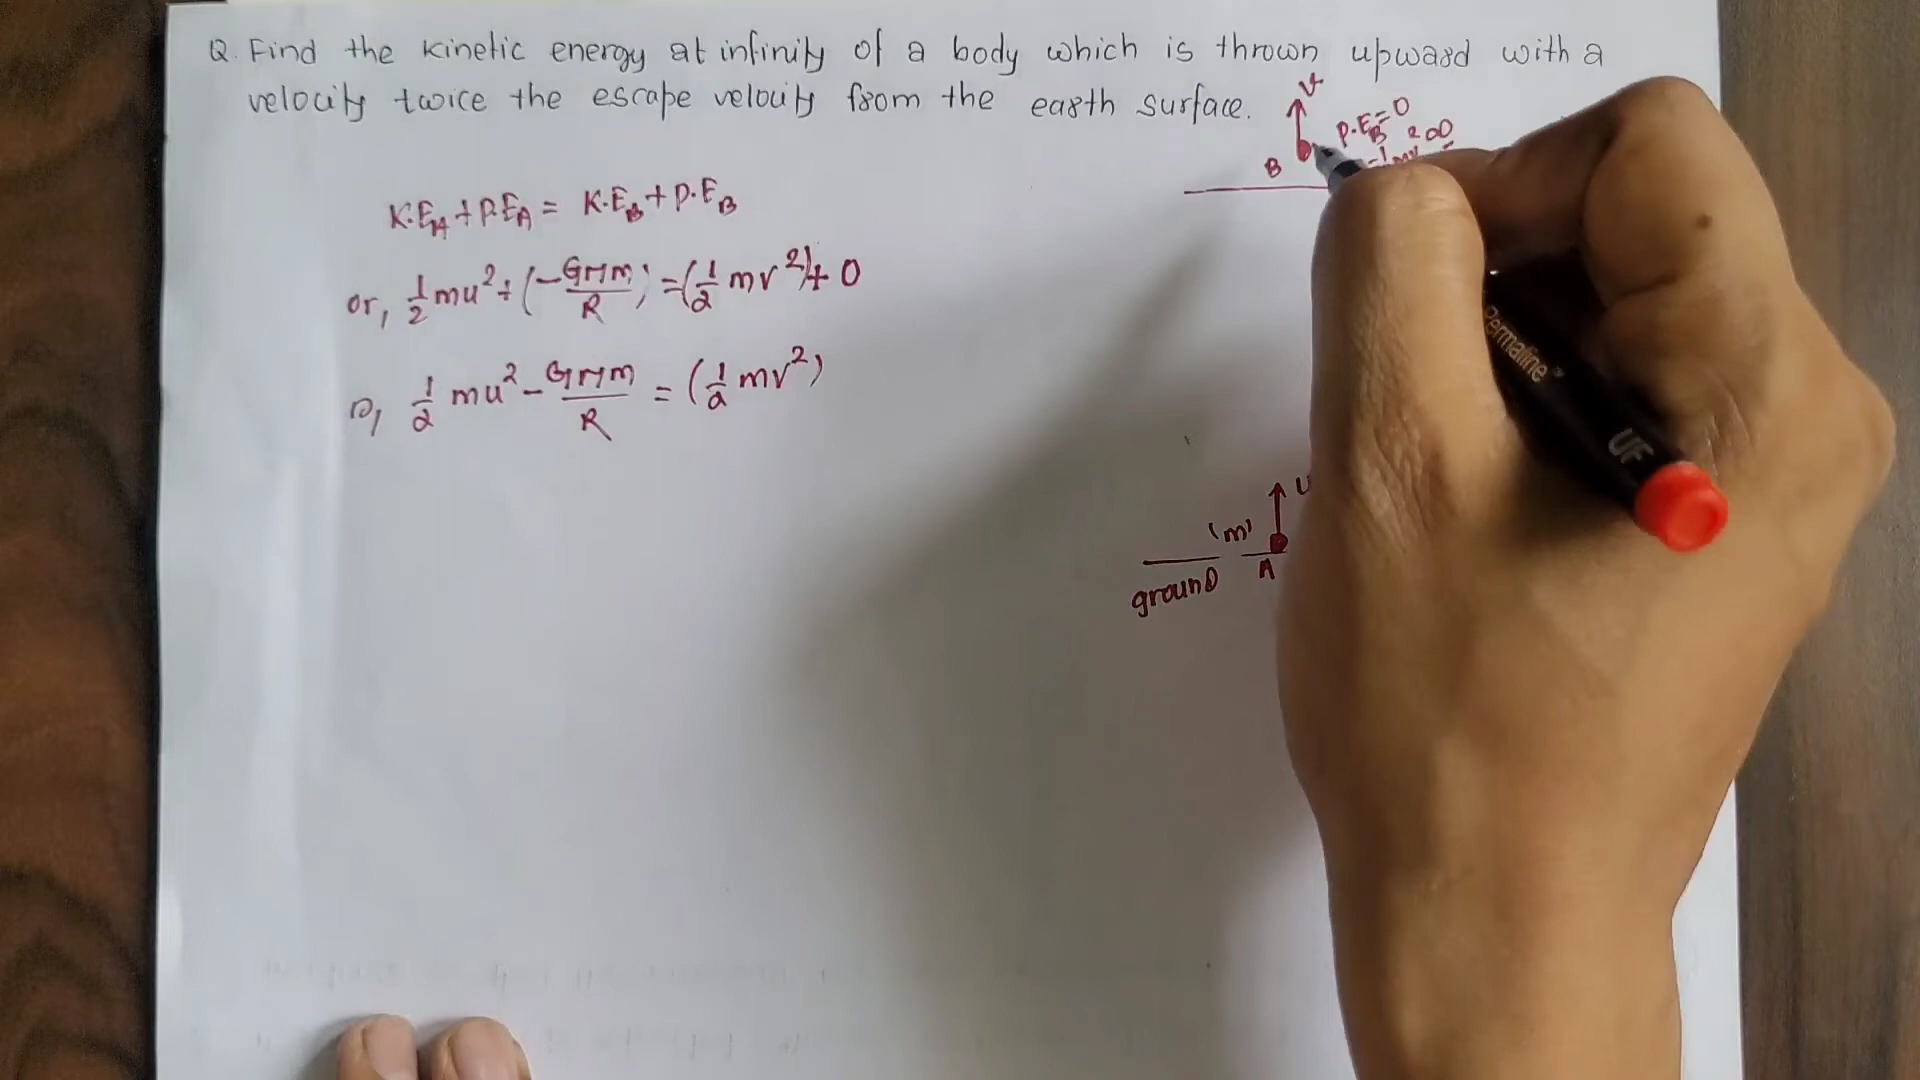 Q. Find the kinetic energy at infinity of a body which is thrown upward with a
velocity twice the escape velocity from the earth surface.
v
P.E_B=0
∞
B
K.E_A+P.E_A = K.E_B+P.E_B
or, 1/2 mu² + (-GMm/R) = (1/2 mv²)+0
or, 1/2 mu² - GMm/R = (1/2 mv²)
u
'm'
A
ground
Permaline
UF